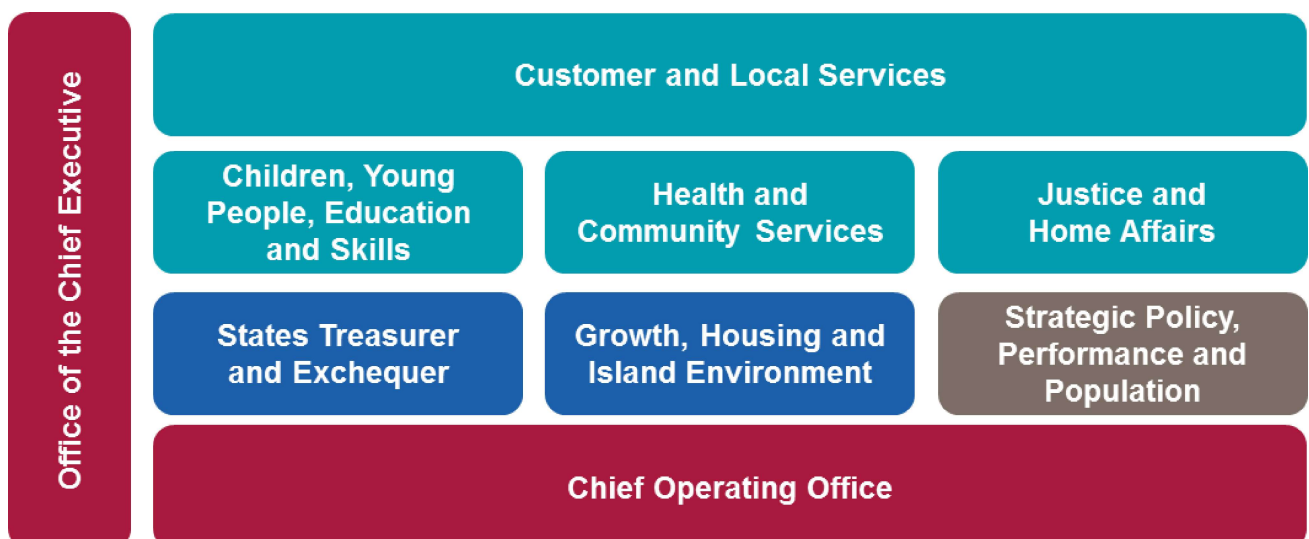 Office of the Chief Executive
Customer and Local Services
Children, Young
People, Education
and Skills
Health and
Community Services
Justice and
Home Affairs
States Treasurer
and Exchequer
Growth, Housing and
Island Environment
Strategic Policy,
Performance and
Population
Chief Operating Office